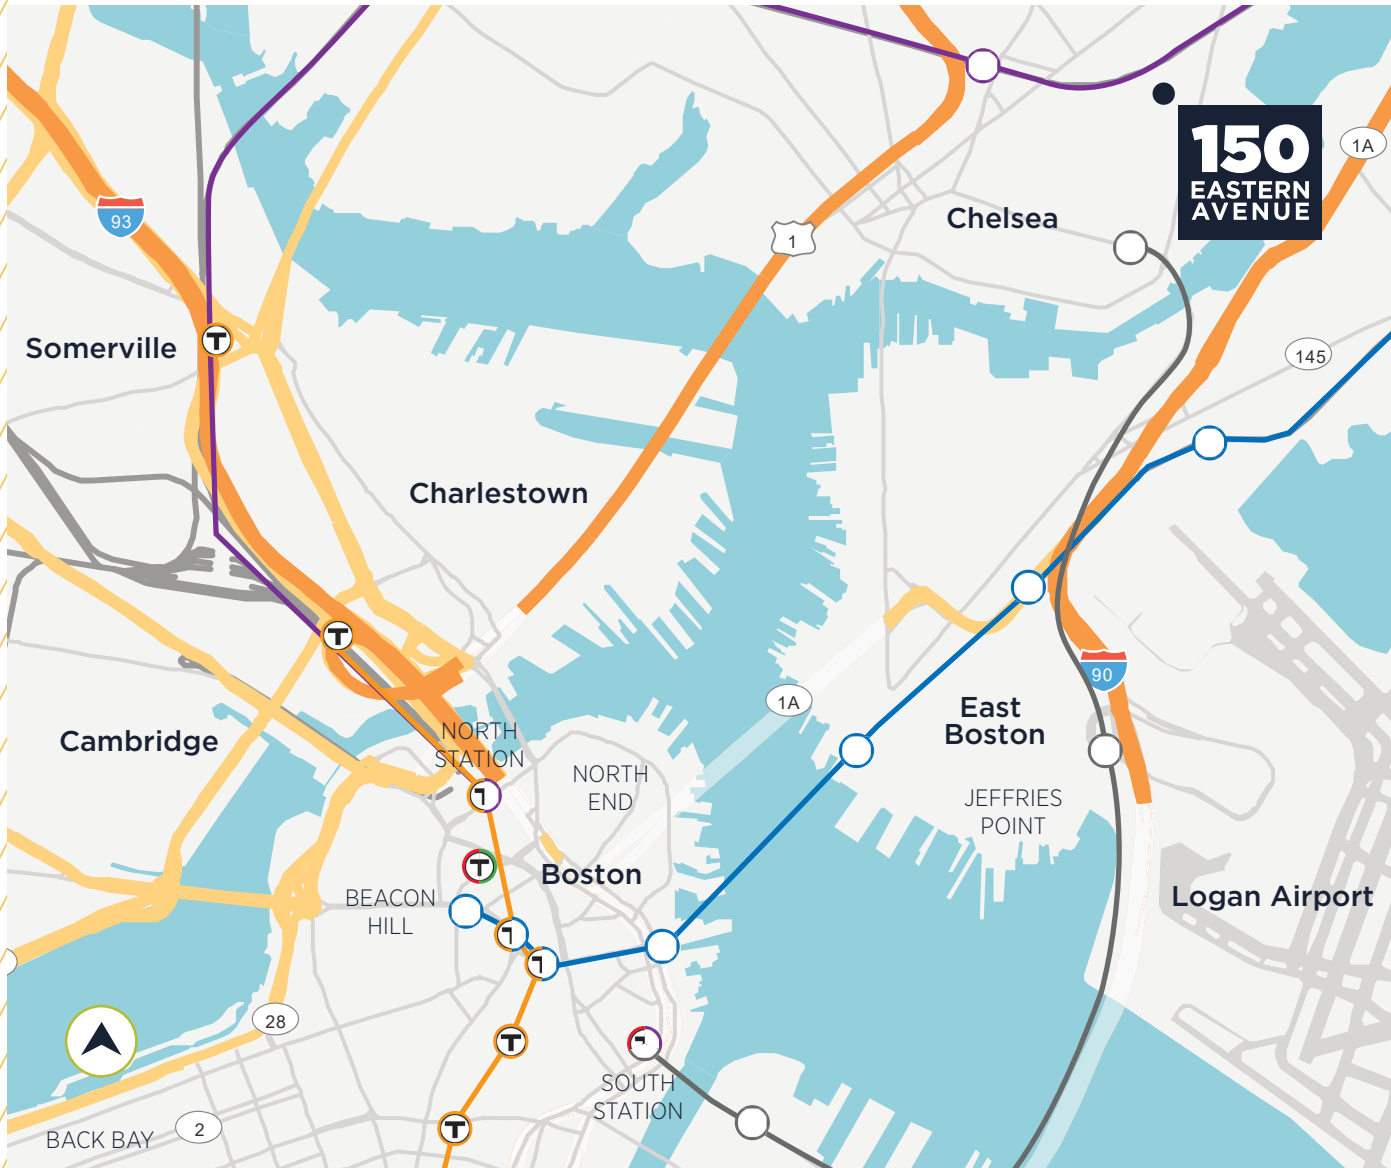 150
EASTERN
AVENUE
1A
93
Chelsea
1
Somerville
145
Charlestown
90
1A
East
Boston
Cambridge
NORTH
STATION
NORTH
END
JEFFRIES
POINT
T
T
T
Boston
Logan Airport
BEACON
HILL
28
T
SOUTH
STATION
2
BACK BAY
T